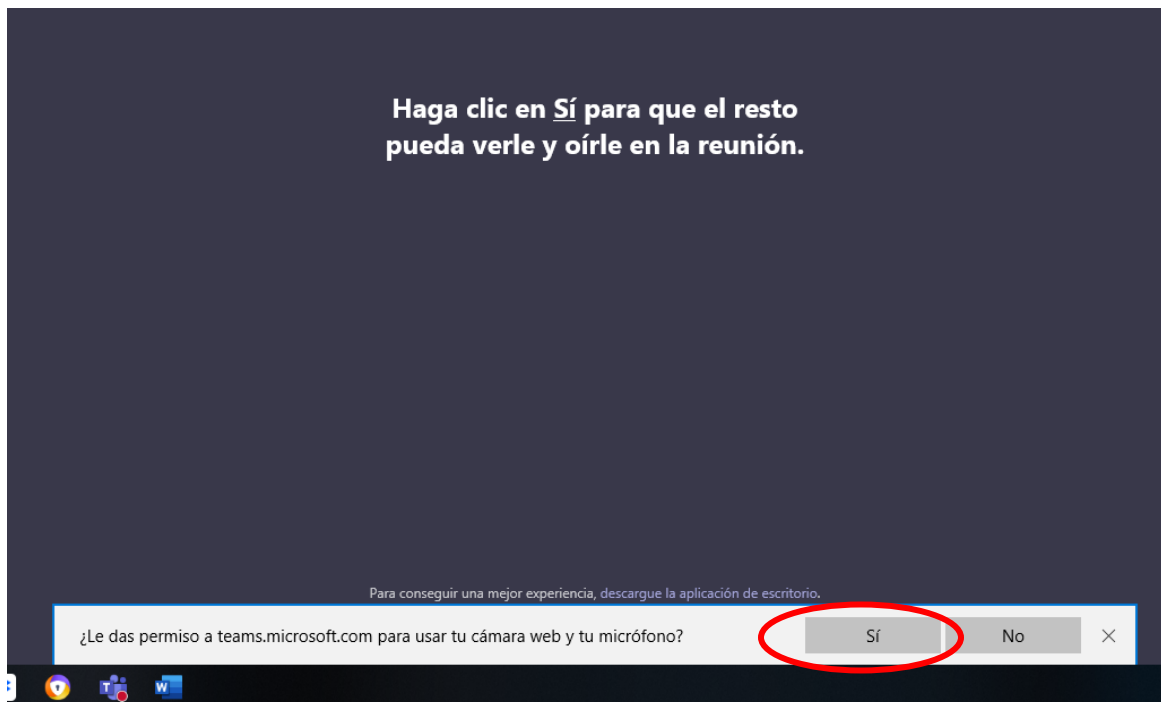 Haga clic en Sí para que el resto
pueda verle y oírle en la reunión.
Para conseguir una mejor experiencia, descargue la aplicación de escritorio.
¿Le das permiso a teams.microsoft.com para usar tu cámara web y tu micrófono? Sí No
T W